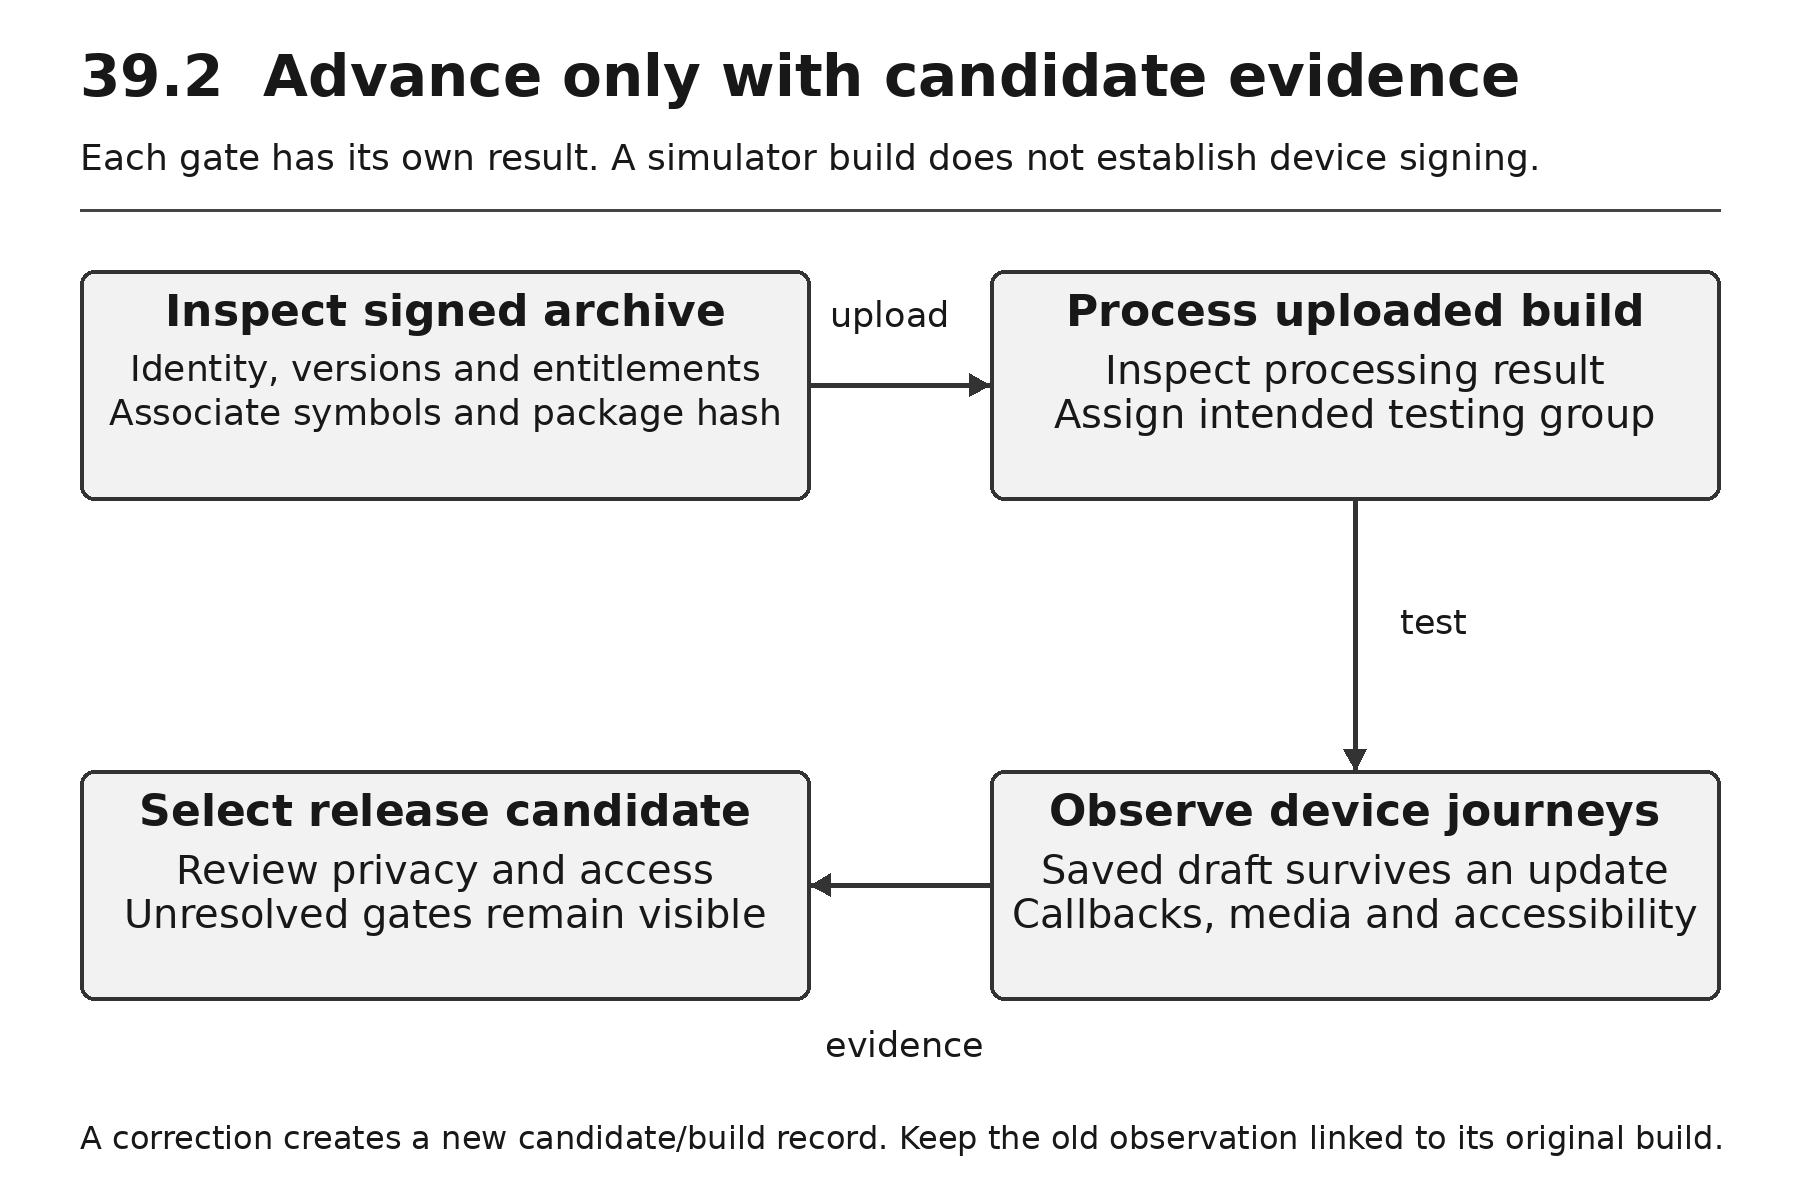 39.2 Advance only with candidate evidence
Each gate has its own result. A simulator build does not establish device signing.
Inspect signed archive
Identity, versions and entitlements
Associate symbols and package hash
upload
Process uploaded build
Inspect processing result
Assign intended testing group
test
Observe device journeys
Saved draft survives an update
Callbacks, media and accessibility
evidence
Select release candidate
Review privacy and access
Unresolved gates remain visible
A correction creates a new candidate/build record. Keep the old observation linked to its original build.